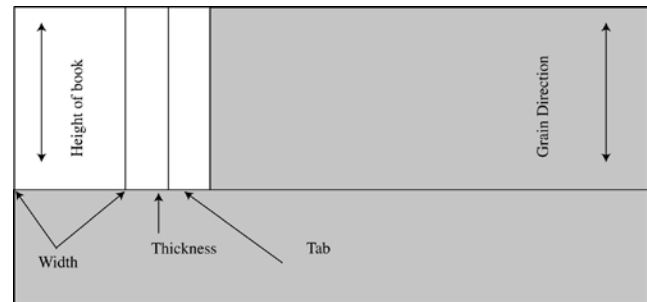 Height of book
Grain Direction
Width
Thickness
Tab